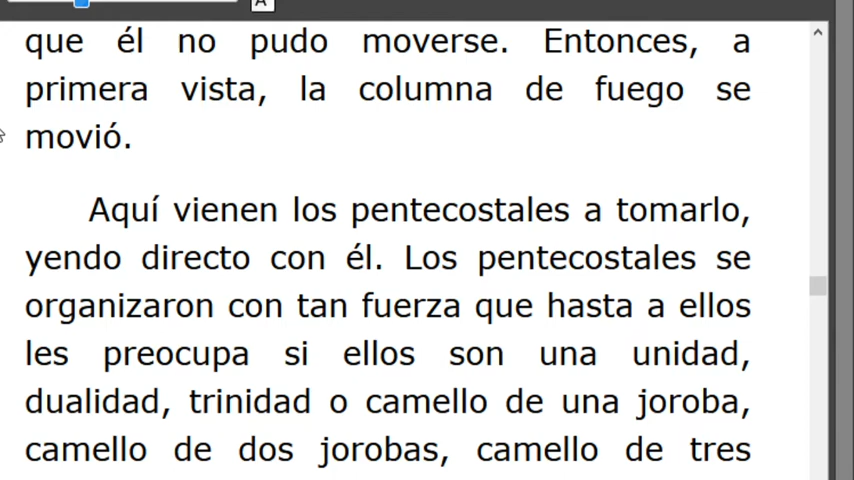 A
que él no pudo moverse. Entonces, a
primera vista, la columna de fuego se
movió.
Aquí vienen los pentecostales a tomarlo,
yendo directo con él. Los pentecostales se
organizaron con tan fuerza que hasta a ellos
les preocupa si ellos son una unidad,
dualidad, trinidad o camello de una joroba,
camello de dos jorobas, camello de tres